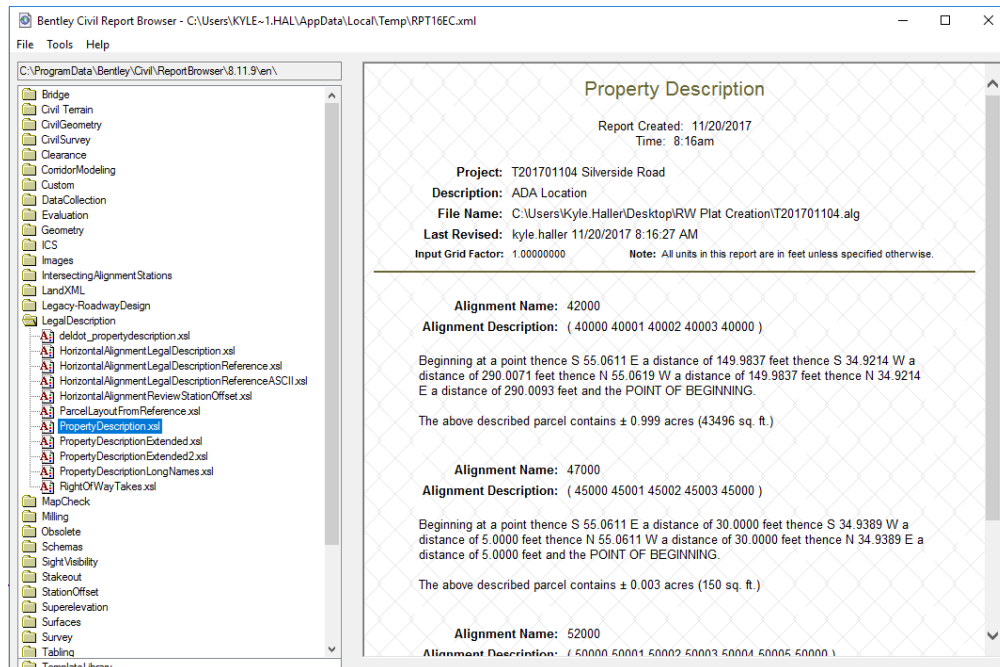 Bentley Civil Report Browser - C:\Users\KYLE~1.HAL\AppData\Local\Temp\RPT16EC.xml
File Tools Help
C:\ProgramData\Bentley\Civil\ReportBrowser\8.11.9\en\
Bridge
Civil Terrain
CivilGeometry
CivilSurvey
Clearance
CorridorModeling
Custom
DataCollection
Evaluation
Geometry
ICS
Images
IntersectingAlignmentStations
LandXML
Legacy-RoadwayDesign
LegalDescription
deldot_propertydescription.xsl
HorizontalAlignmentLegalDescription.xsl
HorizontalAlignmentLegalDescriptionReference.xsl
HorizontalAlignmentLegalDescriptionReferenceASCII.xsl
HorizontalAlignmentReviewStationOffset.xsl
ParcelLayoutFromReference.xsl
PropertyDescription.xsl
PropertyDescriptionExtended.xsl
PropertyDescriptionExtended2.xsl
PropertyDescriptionLongNames.xsl
RightOfWayTakes.xsl
MapCheck
Milling
Obsolete
Schemas
SightVisibility
Stakeout
StationOffset
Superelevation
Surfaces
Survey
Tabling
TemplateLibrary
Property Description
Report Created: 11/20/2017
Time: 8:16am
Project: T201701104 Silverside Road
Description: ADA Location
File Name: C:\Users\Kyle.Haller\Desktop\RW Plat Creation\T201701104.alg
Last Revised: kyle.haller 11/20/2017 8:16:27 AM
Input Grid Factor: 1.00000000 Note: All units in this report are in feet unless specified otherwise.
Alignment Name: 42000
Alignment Description: ( 40000 40001 40002 40003 40000 )
Beginning at a point thence S 55.0611 E a distance of 149.9837 feet thence S 34.9214 W a
distance of 290.0071 feet thence N 55.0619 W a distance of 149.9837 feet thence N 34.9214
E a distance of 290.0093 feet and the POINT OF BEGINNING.
The above described parcel contains ± 0.999 acres (43496 sq. ft.)
Alignment Name: 47000
Alignment Description: ( 45000 45001 45002 45003 45000 )
Beginning at a point thence S 55.0611 E a distance of 30.0000 feet thence S 34.9389 W a
distance of 5.0000 feet thence N 55.0611 W a distance of 30.0000 feet thence N 34.9389 E a
distance of 5.0000 feet and the POINT OF BEGINNING.
The above described parcel contains ± 0.003 acres (150 sq. ft.)
Alignment Name: 52000
Alignment Description: ( 50000 50001 50002 50003 50004 50005 50000 )